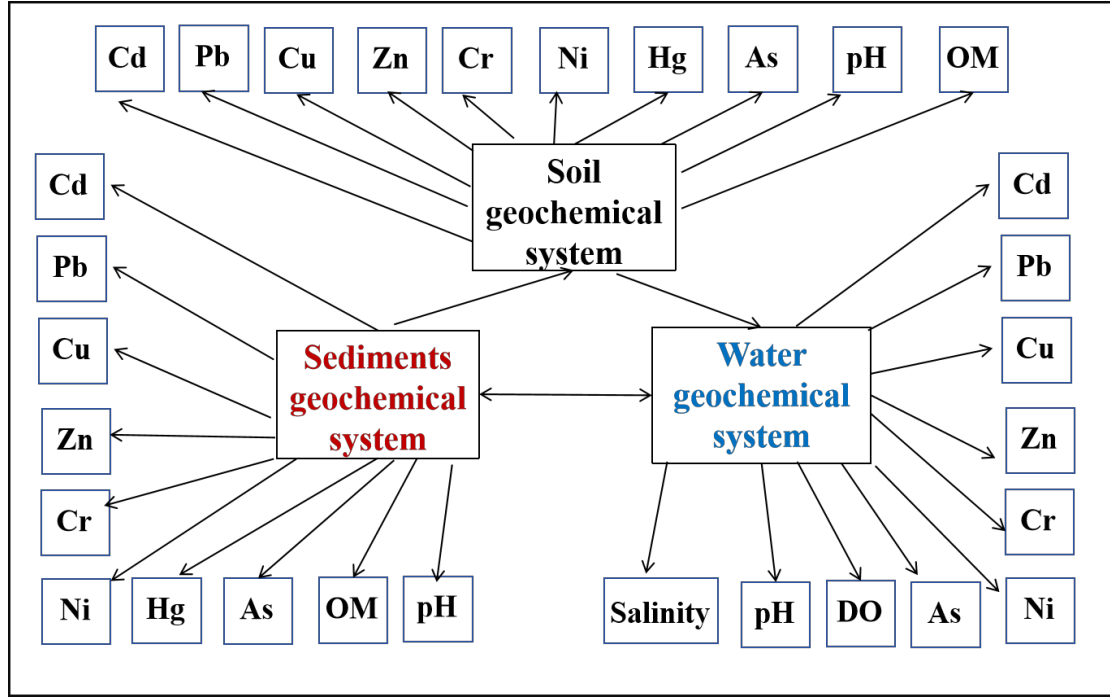 Cd Pb Cu Zn Cr Ni Hg As pH OM
Soil
geochemical
system
Cd
Pb
Cu
Zn
Cr
Sediments
geochemical
system
Water
geochemical
system
Cd
Pb
Cu
Zn
Cr
Ni Hg As OM pH
Salinity pH DO As Ni